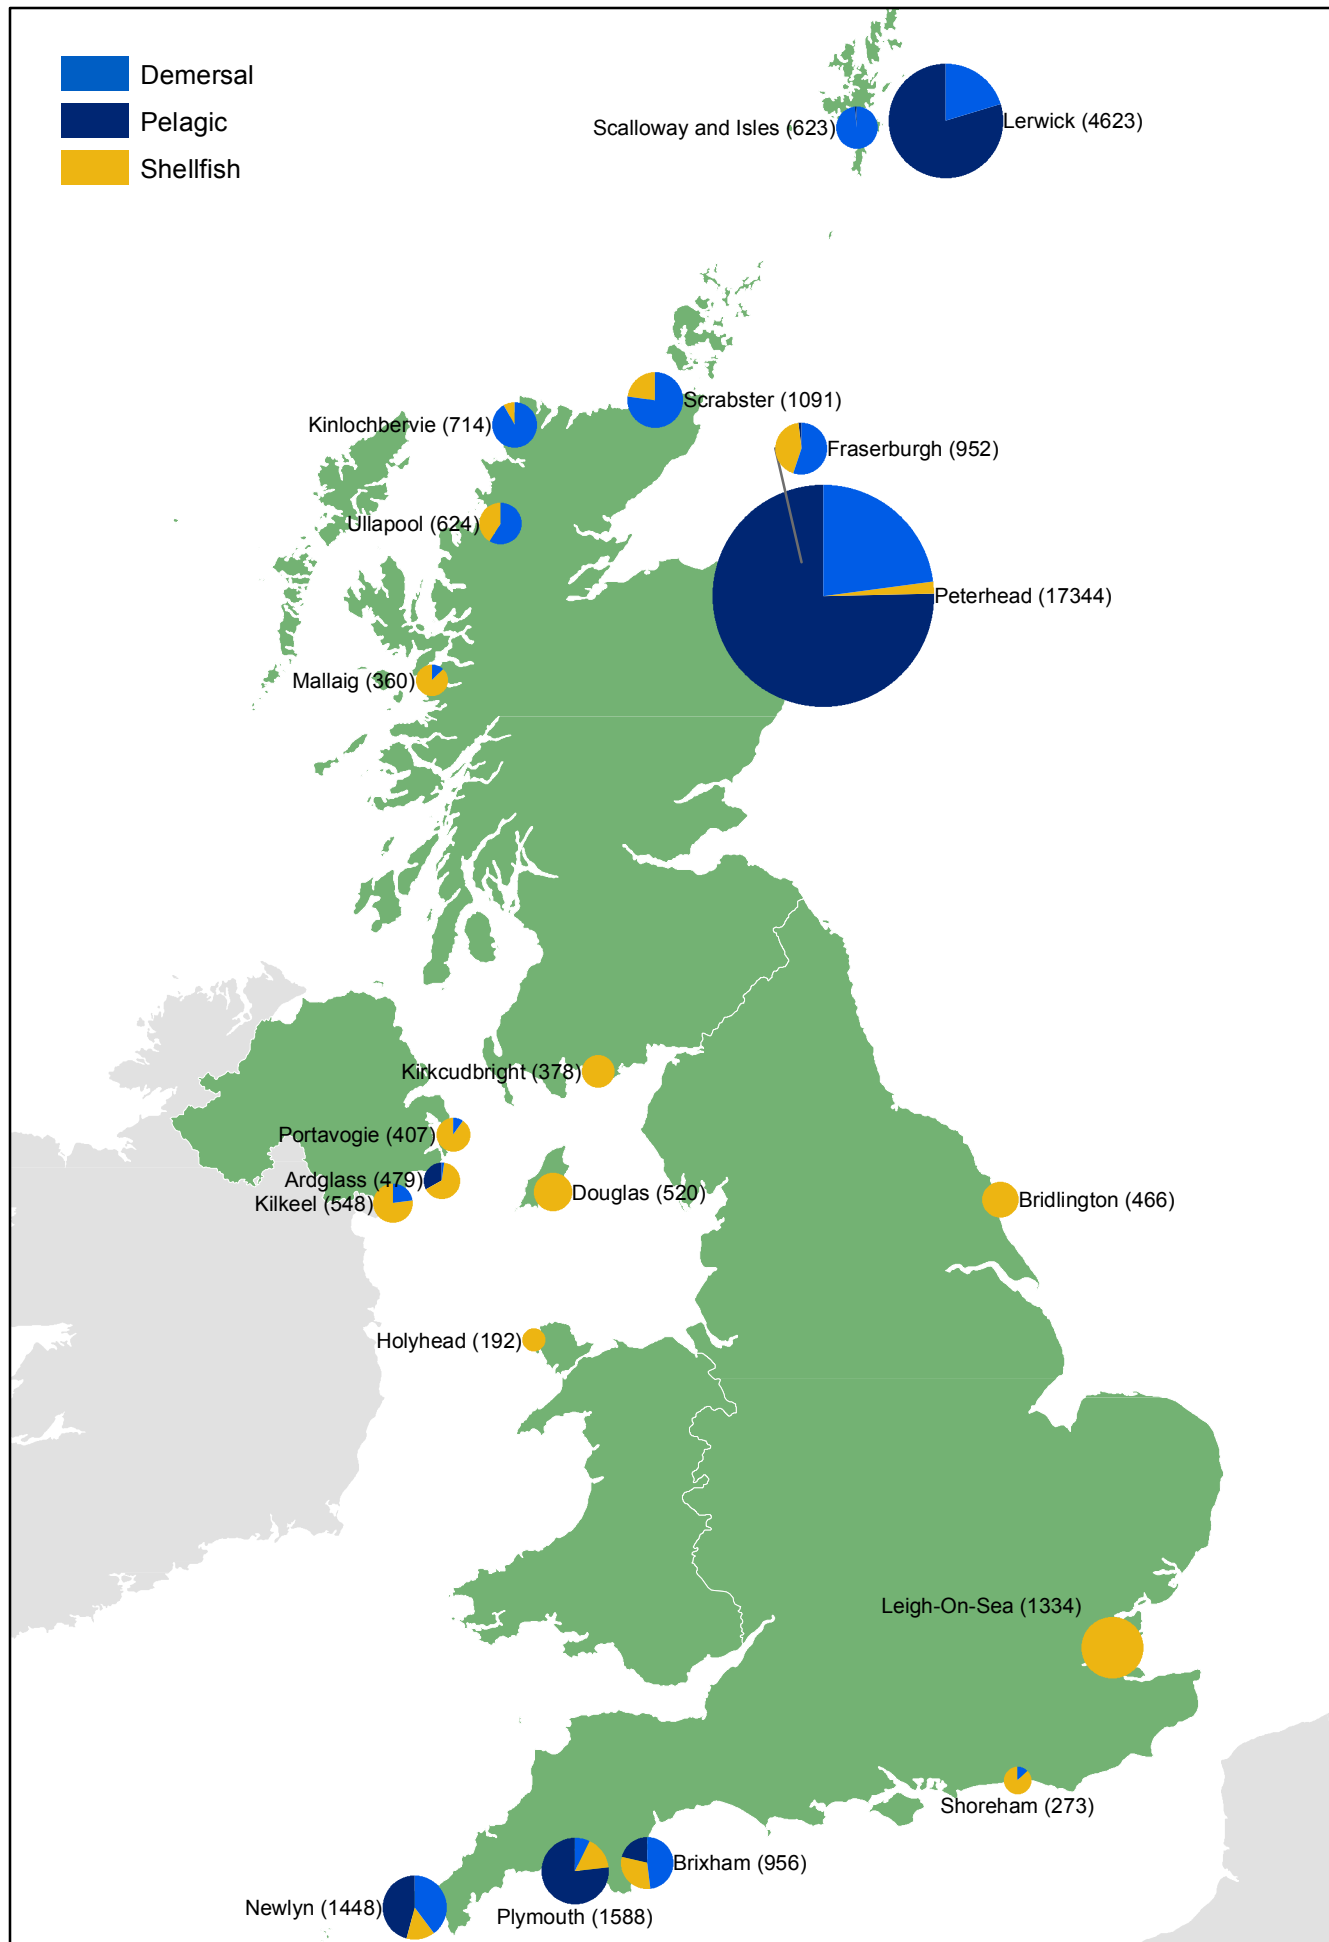 Demersal
Pelagic
Shellfish
Scalloway and Isles (623)
Lerwick (4623)
Scrabster (1091)
Kinlochbervie (714)
Fraserburgh (952)
Ullapool (624)
Peterhead (17344)
Mallaig (360)
Kirkcudbright (378)
Portavogie (407)
Ardglass (479)
Kilkeel (548)
Douglas (520)
Bridlington (466)
Holyhead (192)
Leigh-On-Sea (1334)
Shoreham (273)
Brixham (956)
Newlyn (1448)
Plymouth (1588)